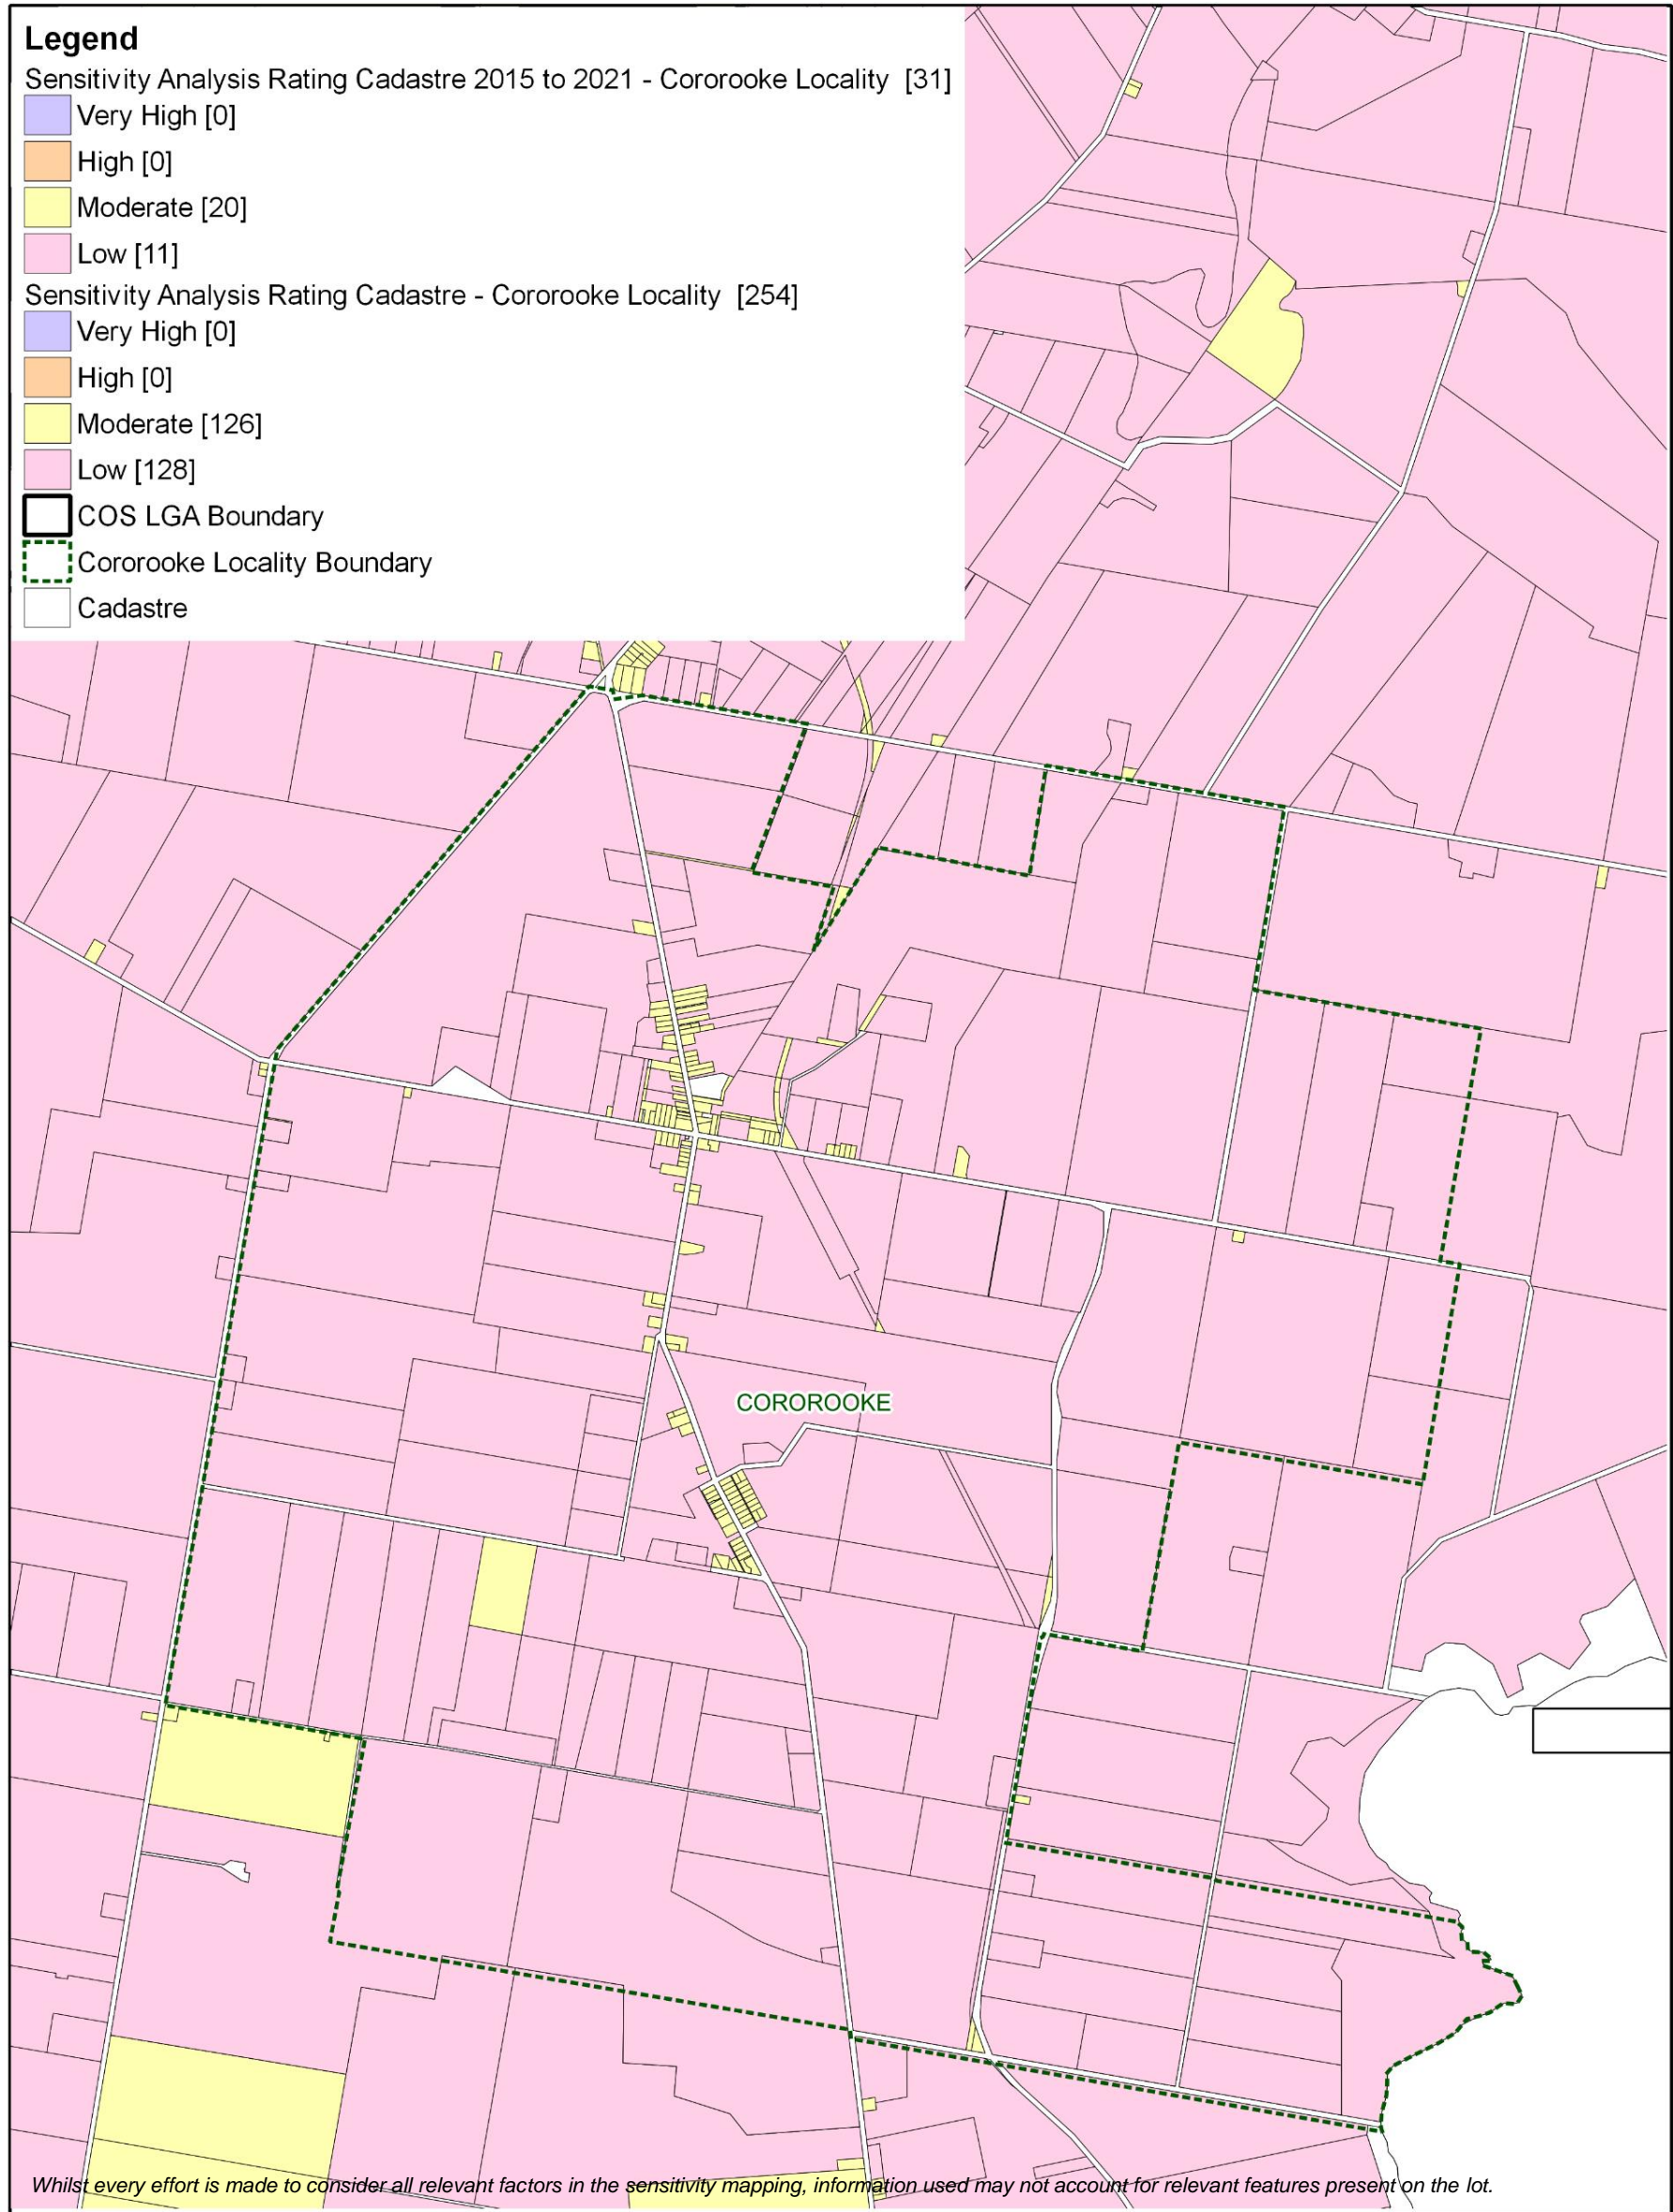 Legend
Sensitivity Analysis Rating Cadastre 2015 to 2021 - Cororooke Locality [31]
Very High [0]
High [0]
Moderate [20]
Low [11]
Sensitivity Analysis Rating Cadastre - Cororooke Locality [254]
Very High [0]
High [0]
Moderate [126]
Low [128]
COS LGA Boundary
Cororooke Locality Boundary
Cadastre
COROROOKE
Whilst every effort is made to consider all relevant factors in the sensitivity mapping, information used may not account for relevant features present on the lot.